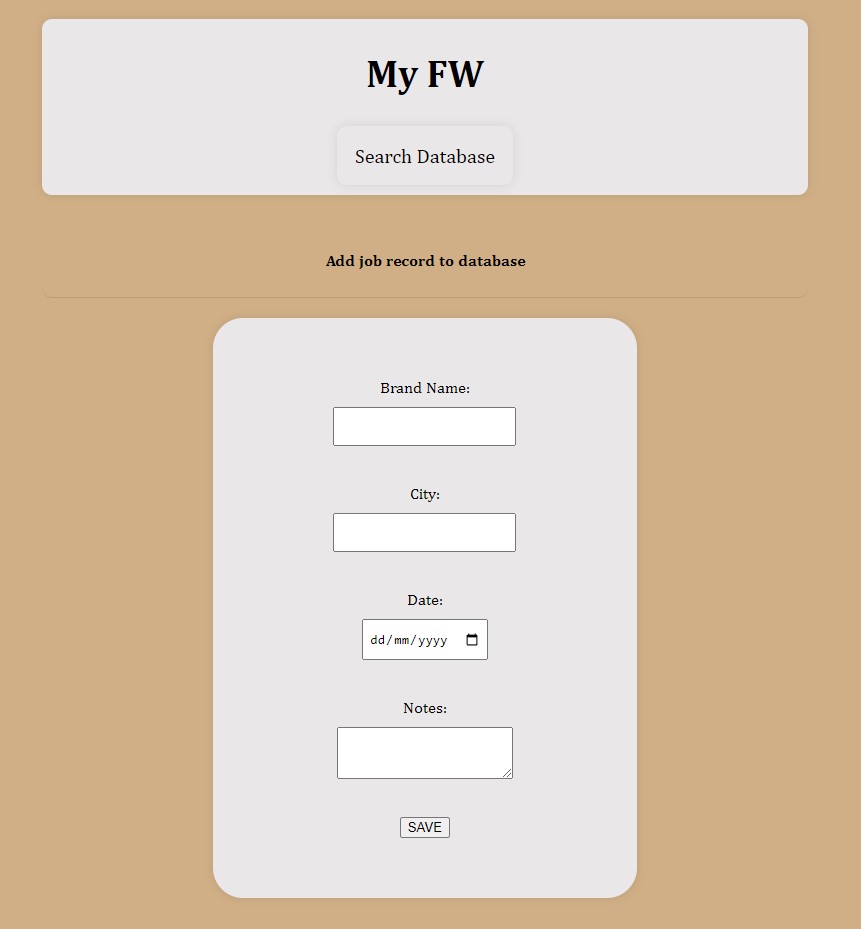 My FW
Search Database
Add job record to database
Brand Name:
City:
Date:
dd/mm/yyyy
Notes:
SAVE